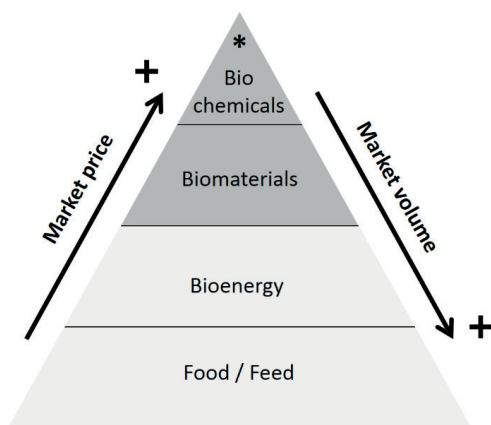 *
+
Bio
chemicals
Market price
Market volume
Biomaterials
Bioenergy
+
Food / Feed